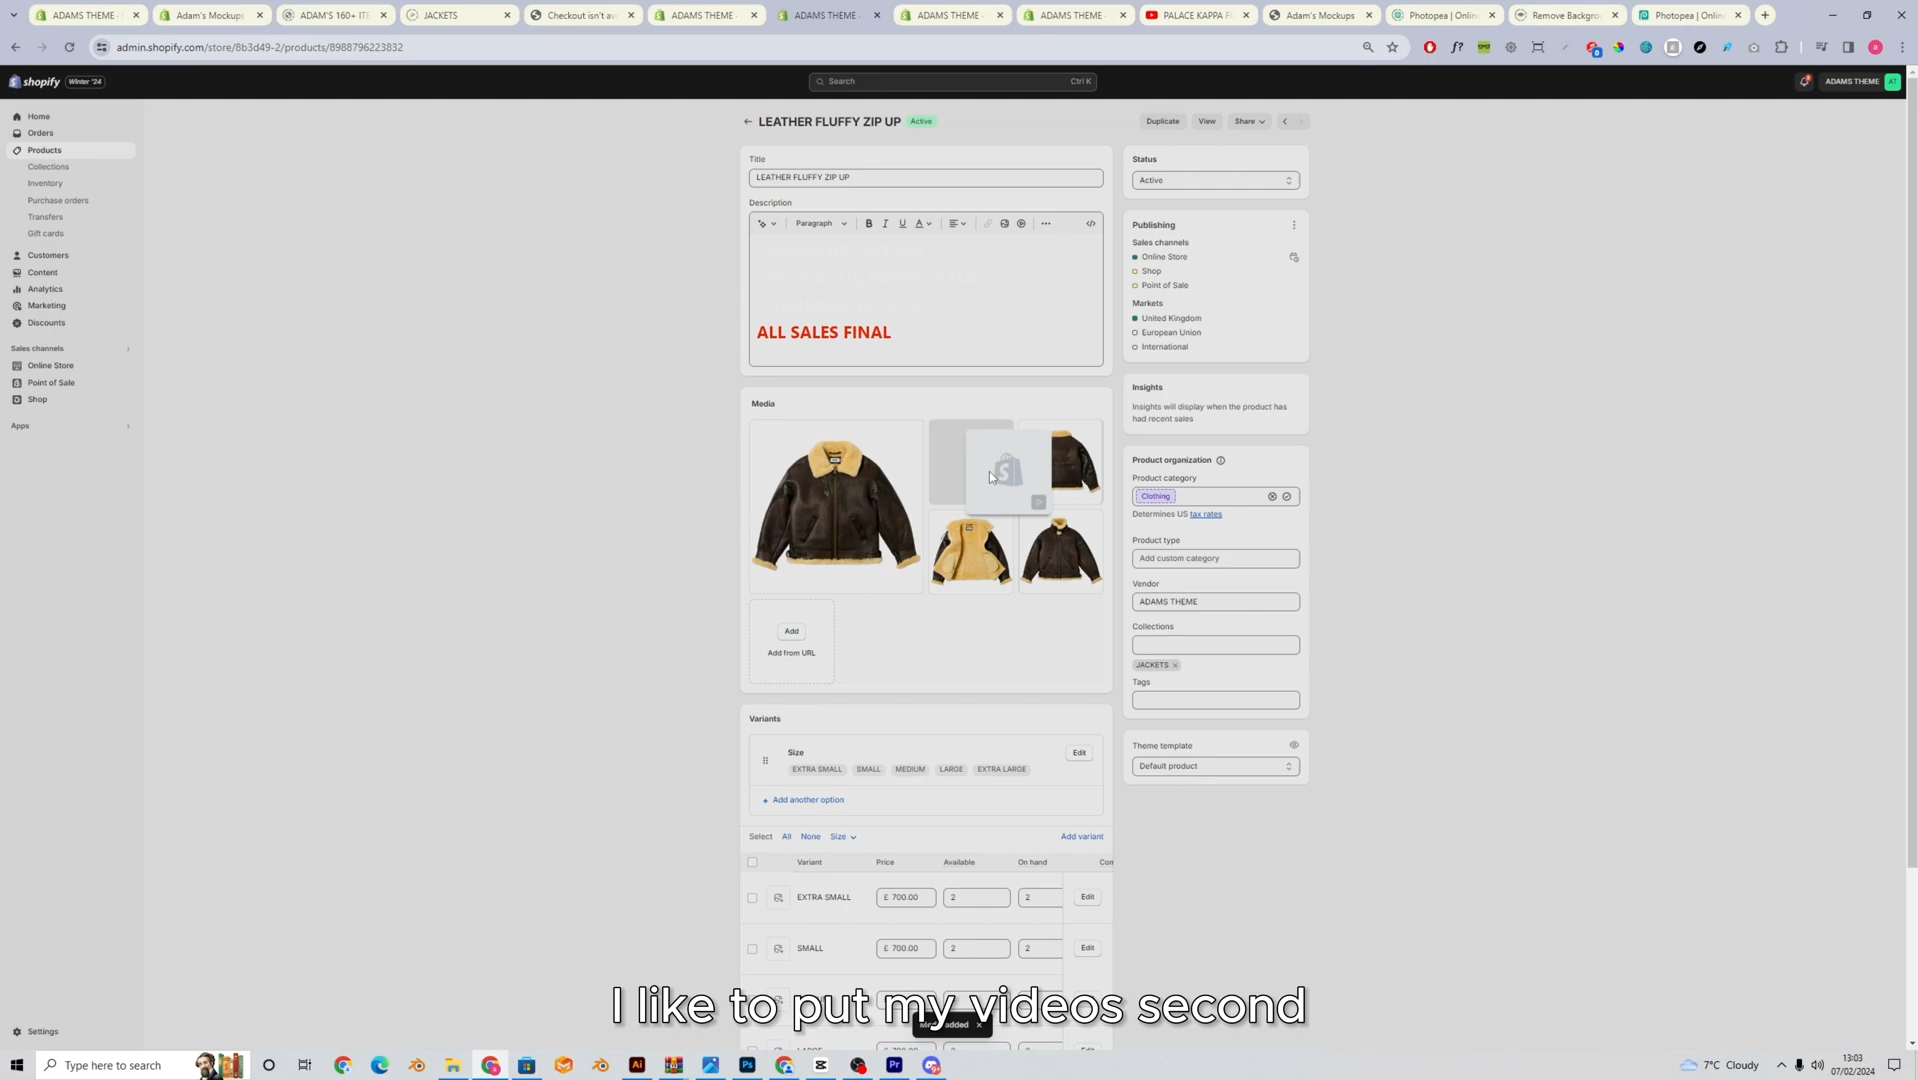 ADAMS THEME -
Adam's Mockups
ADAM'S 160+ ITE
JACKETS
Checkout isn't av
ADAMS THEME -
ADAMS THEME -
ADAMS THEME -
ADAMS THEME -
PALACE KAPPA F
Adam's Mockups
Photopea | Onlin
Remove Backgro
Photopea | Onlin
admin.shopify.com/store/8b3d49-2/products/8988796223832
shopify
Winter '24
Search
Ctrl K
ADAMS THEME
AT
Home
Orders
Products
Collections
Inventory
Purchase orders
Transfers
Gift cards
Customers
Content
Analytics
Marketing
Discounts
Sales channels
Online Store
Point of Sale
Shop
Apps
Settings
LEATHER FLUFFY ZIP UP
Active
Duplicate
View
Share
Title
LEATHER FLUFFY ZIP UP
Description
Paragraph
B I U A
ALL SALES FINAL
Media
Add
Add from URL
Variants
Size
Edit
EXTRA SMALL SMALL MEDIUM LARGE EXTRA LARGE
Add another option
Select All None Size
Add variant
Variant Price Available On hand Con
EXTRA SMALL £ 700.00 2 2 Edit
SMALL £ 700.00 2 2 Edit
Status
Active
Publishing
Sales channels
Online Store
Shop
Point of Sale
Markets
United Kingdom
European Union
International
Insights
Insights will display when the product has
had recent sales
Product organization
Product category
Clothing
Determines US tax rates
Product type
Add custom category
Vendor
ADAMS THEME
Collections
JACKETS
Tags
Theme template
Default product
I like to put my videos second
added
Type here to search
7°C Cloudy
13:03
07/02/2024